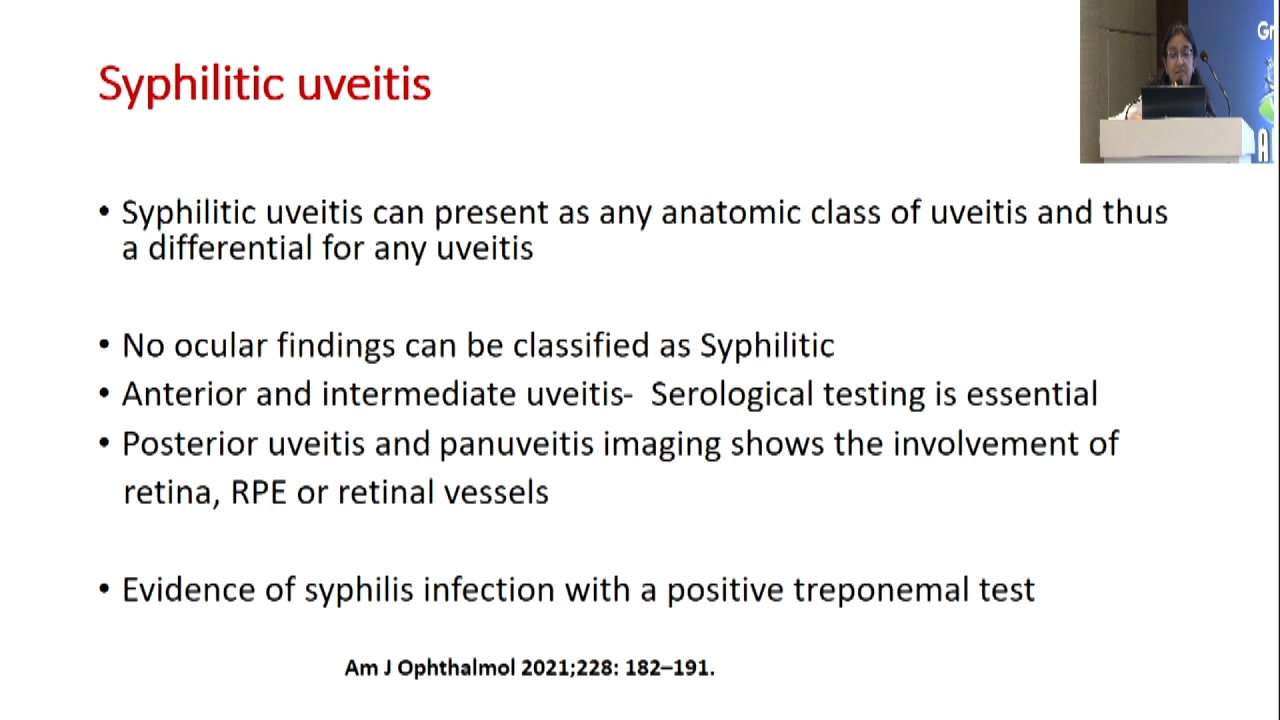 Syphilitic uveitis
• Syphilitic uveitis can present as any anatomic class of uveitis and thus
a differential for any uveitis
• No ocular findings can be classified as Syphilitic
• Anterior and intermediate uveitis-  Serological testing is essential
• Posterior uveitis and panuveitis imaging shows the involvement of
retina, RPE or retinal vessels
• Evidence of syphilis infection with a positive treponemal test
Am J Ophthalmol 2021;228: 182–191.
Gr
A